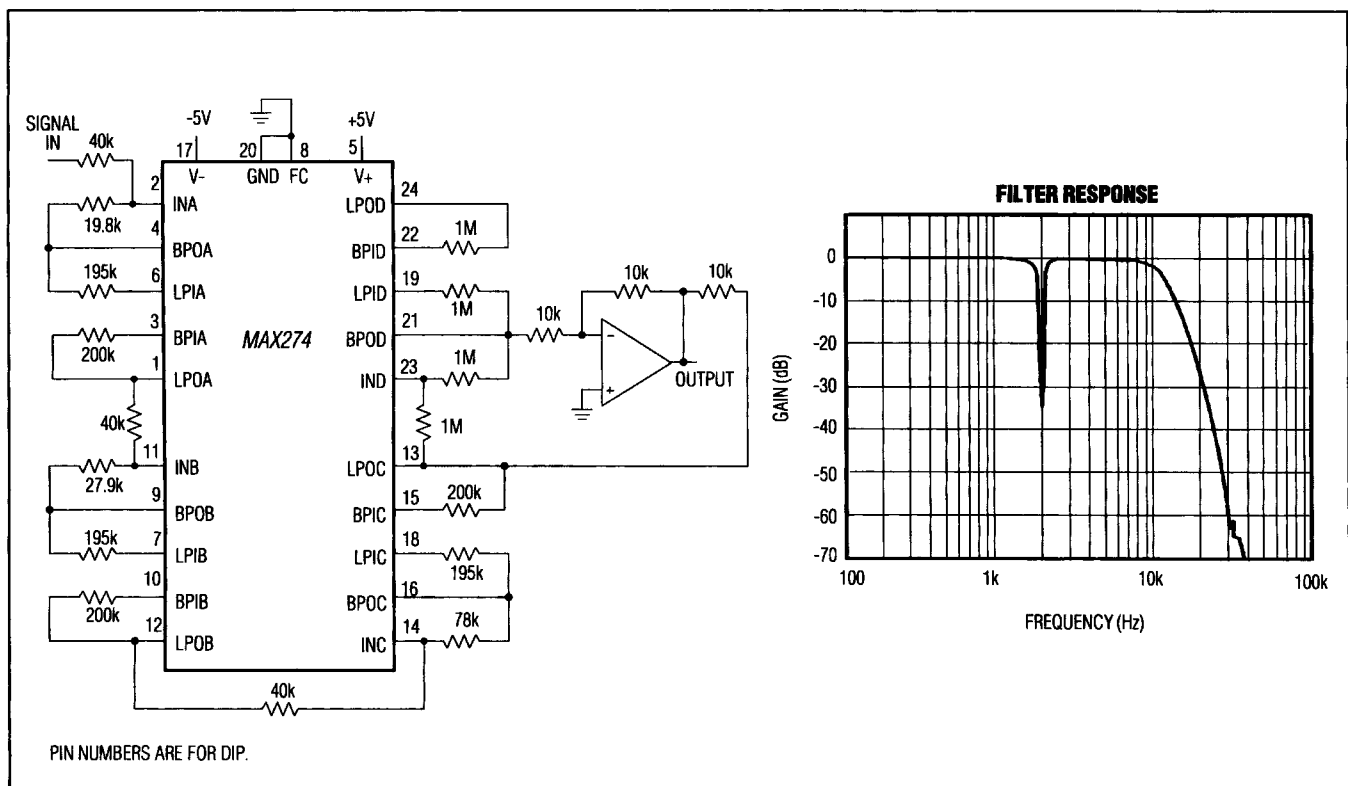 SIGNAL
IN
40k
-5V
+5V
17
20
8
5
V-
GND
FC
V+
2
INA
19.8k
4
BPOA
195k
6
LPIA
3
BPIA
200k
1
LPOA
40k
11
INB
27.9k
9
BPOB
195k
7
LPIB
10
BPIB
200k
12
LPOB
40k
MAX274
24
LPOD
1M
22
BPID
19
LPID
1M
21
BPOD
23
IND
1M
1M
13
LPOC
15
200k
BPIC
18
LPIC
195k
16
BPOC
14
78k
INC
10k
10k
10k
-
+
OUTPUT
PIN NUMBERS ARE FOR DIP.
FILTER RESPONSE
GAIN (dB)
0
-10
-20
-30
-40
-50
-60
-70
100
1k
10k
100k
FREQUENCY (Hz)